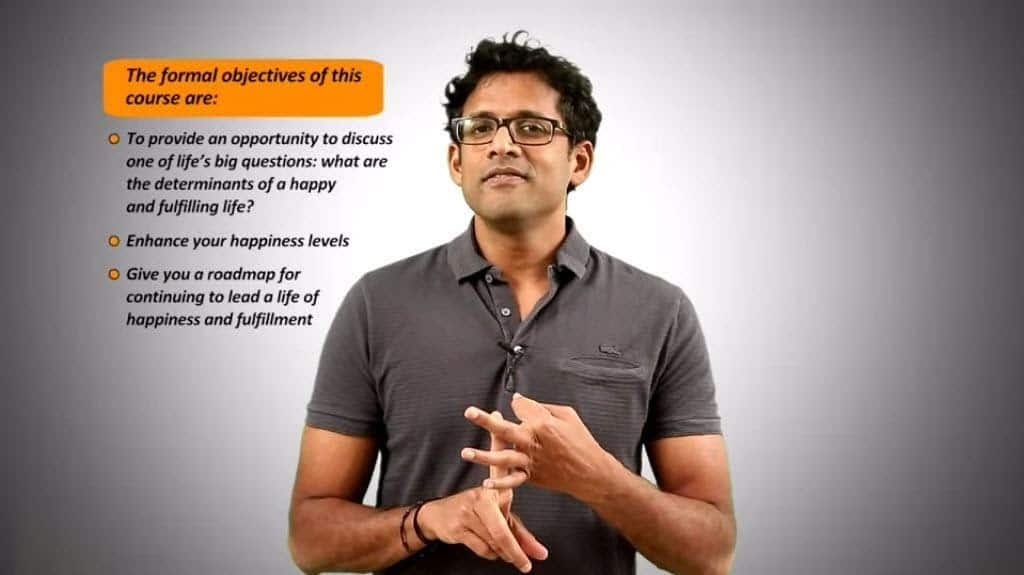 The formal objectives of this
course are:
To provide an opportunity to discuss
one of life's big questions: what are
the determinants of a happy
and fulfilling life?
Enhance your happiness levels
Give you a roadmap for
continuing to lead a life of
happiness and fulfillment